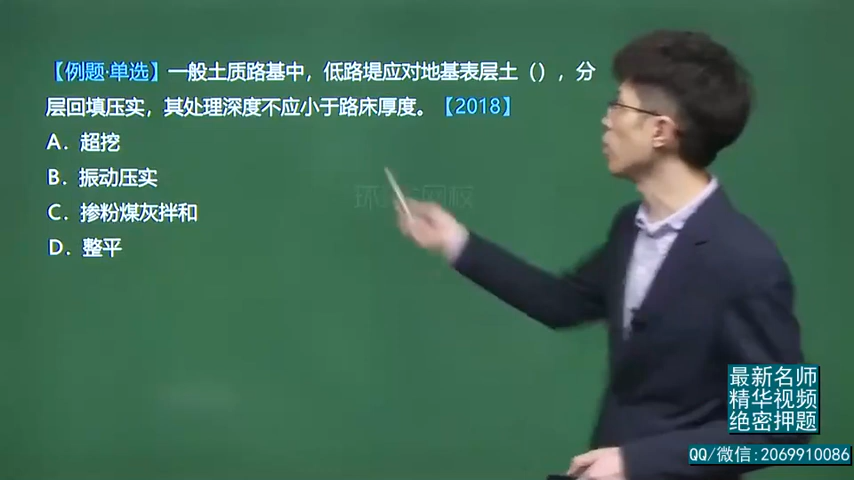 【例题·单选】一般土质路基中，低路堤应对地基表层土（），分
层回填压实，其处理深度不应小于路床厚度。【2018】
A．超挖
B．振动压实
C．掺粉煤灰拌和
D．整平
最新名师
精华视频
绝密押题
QQ/微信:2069910086